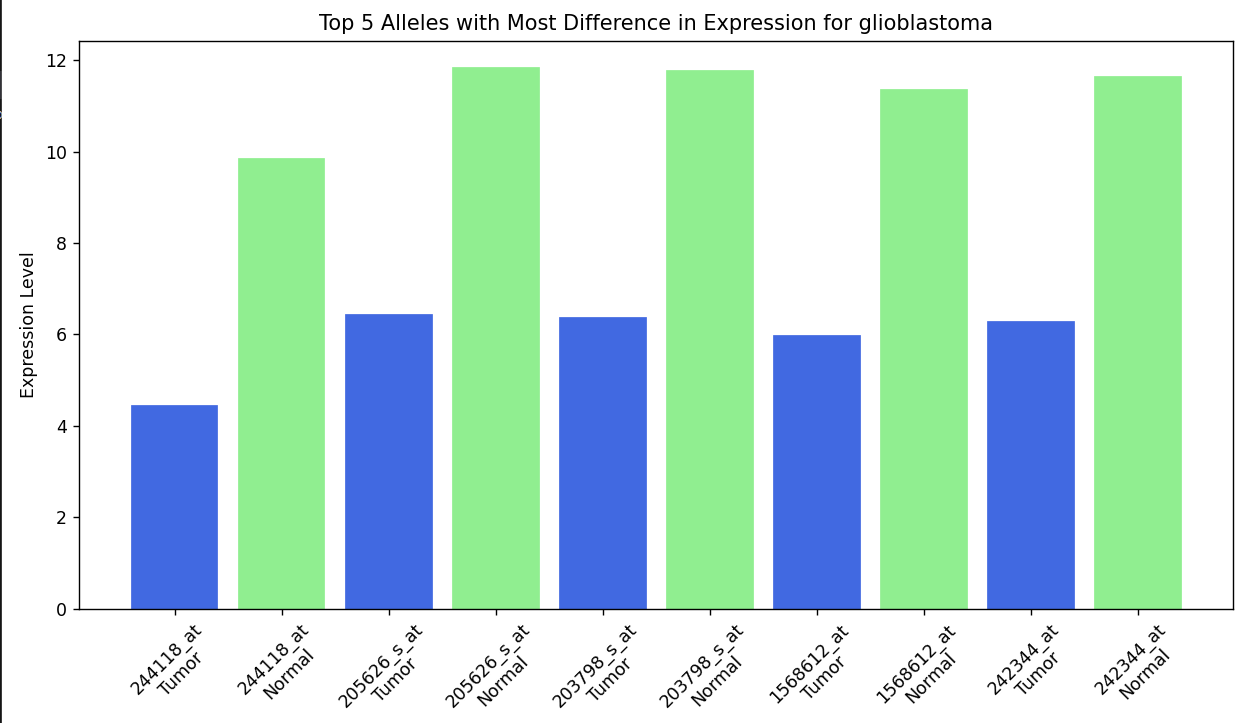 Top 5 Alleles with Most Difference in Expression for glioblastoma
Expression Level
12
10
8
6
4
2
0
244118_at
Tumor
244118_at
Normal
205626_s_at
Tumor
205626_s_at
Normal
203798_s_at
Tumor
203798_s_at
Normal
1568612_at
Tumor
1568612_at
Normal
242344_at
Tumor
242344_at
Normal